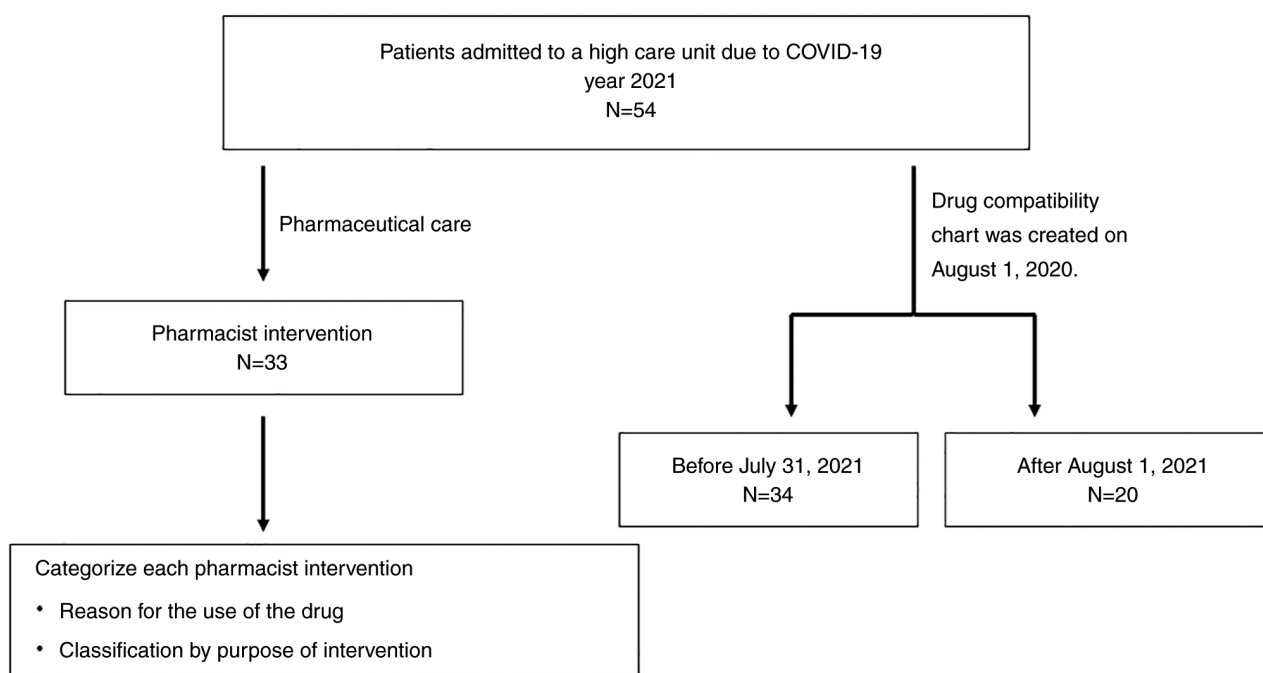 Patients admitted to a high care unit due to COVID-19
year 2021
N=54
Pharmaceutical care
Drug compatibility
chart was created on
August 1, 2020.
Pharmacist intervention
N=33
Before July 31, 2021
N=34
After August 1, 2021
N=20
Categorize each pharmacist intervention
• Reason for the use of the drug
• Classification by purpose of intervention